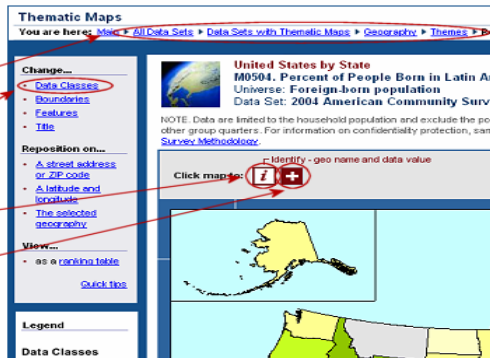 Thematic Maps
You are here: Main ▸ All Data Sets ▸ Data Sets with Thematic Maps ▸ Geography ▸ Themes ▸
Change...
• Data Classes
• Boundaries
• Features
• Title
Reposition on...
• A street address
or ZIP code
• A latitude and
longitude
• The selected
geography
View...
• as a ranking table
Quick tips
Legend
Data Classes
United States by State
M0504. Percent of People Born in Latin
Universe: Foreign-born population
Data Set: 2004 American Community
NOTE. Data are limited to the household population and exclude the
other group quarters. For information on confidentiality protection,
Survey Methodology.
Identify - geo name and data value
Click map to: i +